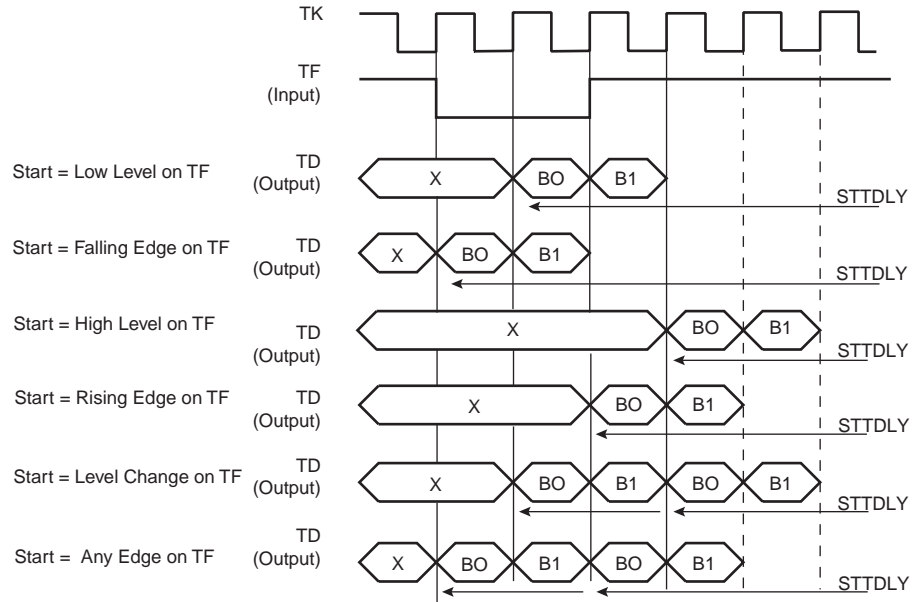 TK
TF
(Input)
Start = Low Level on TF
TD
(Output)
X
BO
B1
STTDLY
Start = Falling Edge on TF
TD
(Output)
X
BO
B1
STTDLY
Start = High Level on TF
TD
(Output)
X
BO
B1
STTDLY
Start = Rising Edge on TF
TD
(Output)
X
BO
B1
STTDLY
Start = Level Change on TF
TD
(Output)
X
BO
B1
BO
B1
STTDLY
Start = Any Edge on TF
TD
(Output)
X
BO
B1
BO
B1
STTDLY